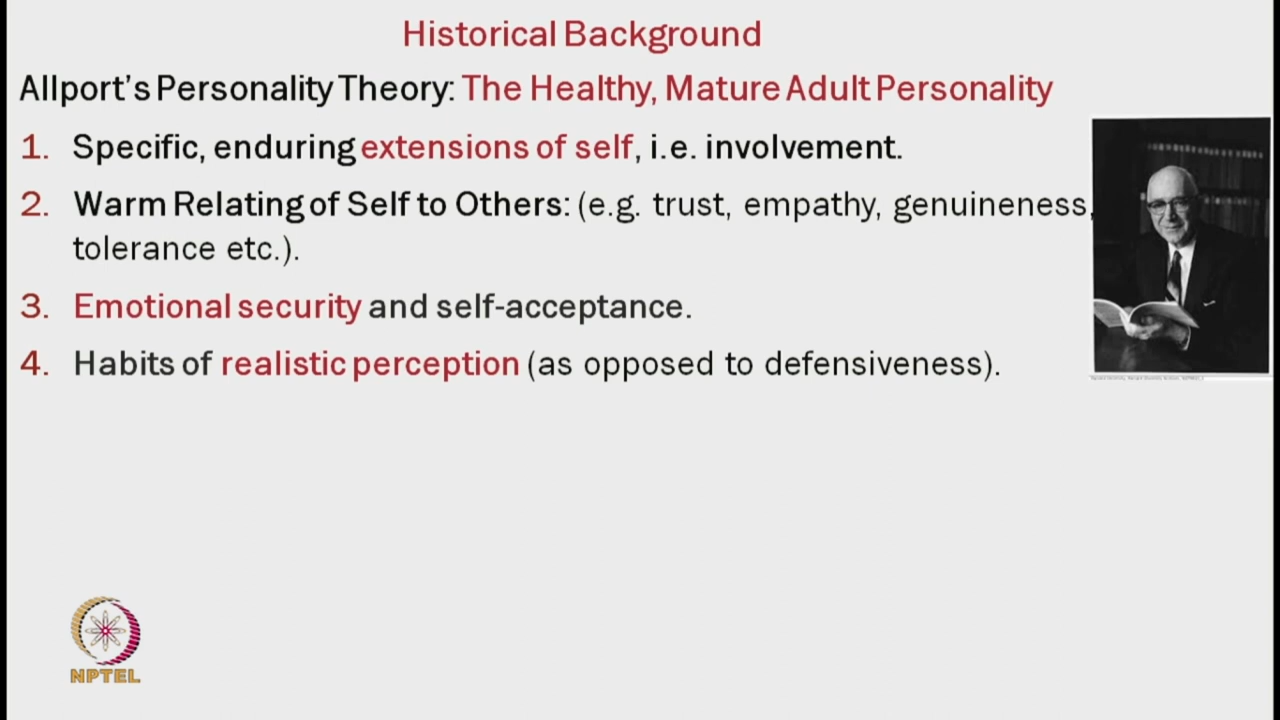 Historical Background
Allport's Personality Theory: The Healthy, Mature Adult Personality
1. Specific, enduring extensions of self, i.e. involvement.
2. Warm Relating of Self to Others: (e.g. trust, empathy, genuineness,
tolerance etc.).
3. Emotional security and self-acceptance.
4. Habits of realistic perception (as opposed to defensiveness).
NPTEL